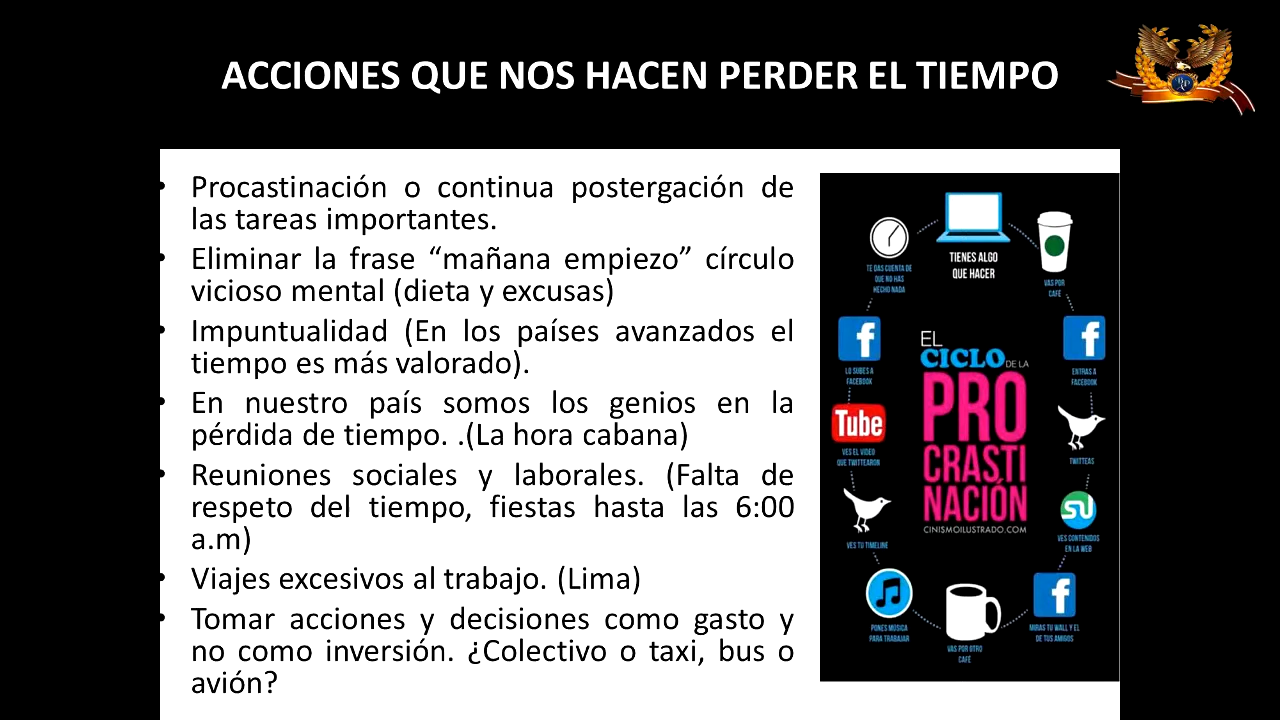 ACCIONES QUE NOS HACEN PERDER EL TIEMPO
• Procastinación o continua postergación de
las tareas importantes.
• Eliminar la frase “mañana empiezo” círculo
vicioso mental (dieta y excusas)
• Impuntualidad (En los países avanzados el
tiempo es más valorado).
• En nuestro país somos los genios en la
pérdida de tiempo. .(La hora cabana)
• Reuniones sociales y laborales. (Falta de
respeto del tiempo, fiestas hasta las 6:00
a.m)
• Viajes excesivos al trabajo. (Lima)
• Tomar acciones y decisiones como gasto y
no como inversión. ¿Colectivo o taxi, bus o
avión?
TIENES ALGO
QUE HACER
VAS POR
CAFÉ
ENTRAS A
FACEBOOK
TWITTEAS
VES CONTENIDOS
EN LA WEB
MIRAS TU WALL Y EL
DE TUS AMIGOS
VAS POR OTRO
CAFÉ
PONES MÚSICA
PARA TRABAJAR
VES TU TIMELINE
Tube
VES EL VIDEO
QUE TWITTEARON
LO SUBES A
FACEBOOK
TE DAS CUENTA DE
QUE NO HAS
HECHO NADA
EL
CICLO DE LA
PRO
CRASTI
NACIÓN
CINISMOILUSTRADO.COM